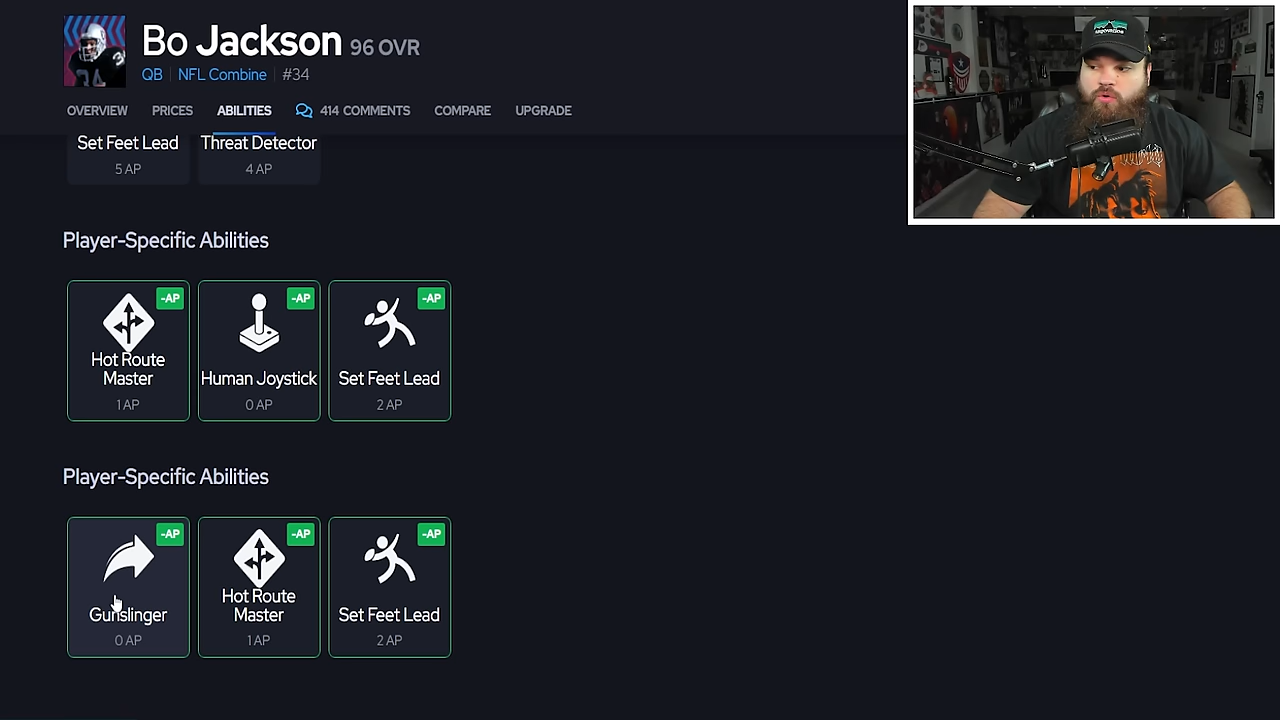 Bo Jackson 96 OVR
QB NFL Combine #34
OVERVIEW PRICES ABILITIES 414 COMMENTS COMPARE UPGRADE
Set Feet Lead Threat Detector
5 AP 4 AP
Player-Specific Abilities
-AP -AP -AP
Hot Route
Master Human Joystick Set Feet Lead
1 AP 0 AP 2 AP
Player-Specific Abilities
-AP -AP -AP
Gunslinger Hot Route
Master Set Feet Lead
0 AP 1 AP 2 AP